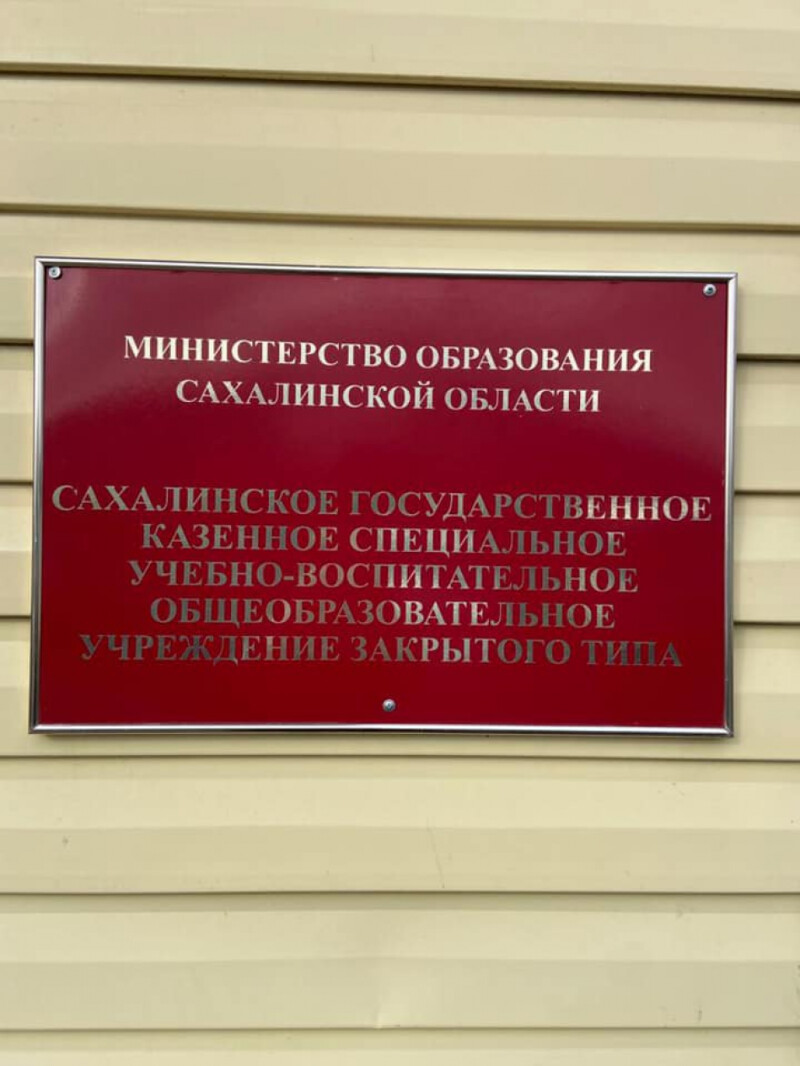 МИНИСТЕРСТВО ОБРАЗОВАНИЯ
САХАЛИНСКОЙ ОБЛАСТИ
САХАЛИНСКОЕ ГОСУДАРСТВЕННОЕ
КАЗЕННОЕ СПЕЦИАЛЬНОЕ
УЧЕБНО-ВОСПИТАТЕЛЬНОЕ
ОБЩЕОБРАЗОВАТЕЛЬНОЕ
УЧРЕЖДЕНИЕ ЗАКРЫТОГО ТИПА